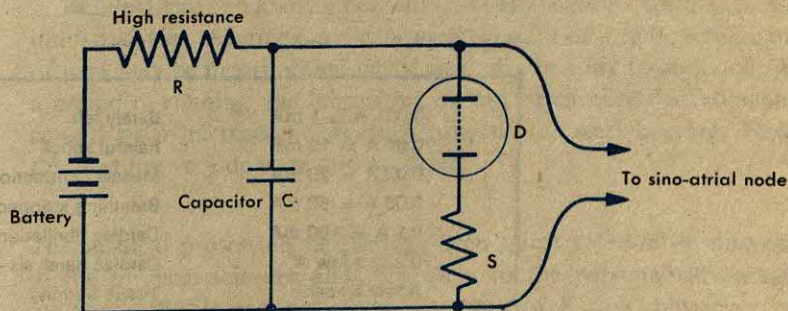 High resistance
R
D
To sino-atrial node
Battery
Capacitor C
S